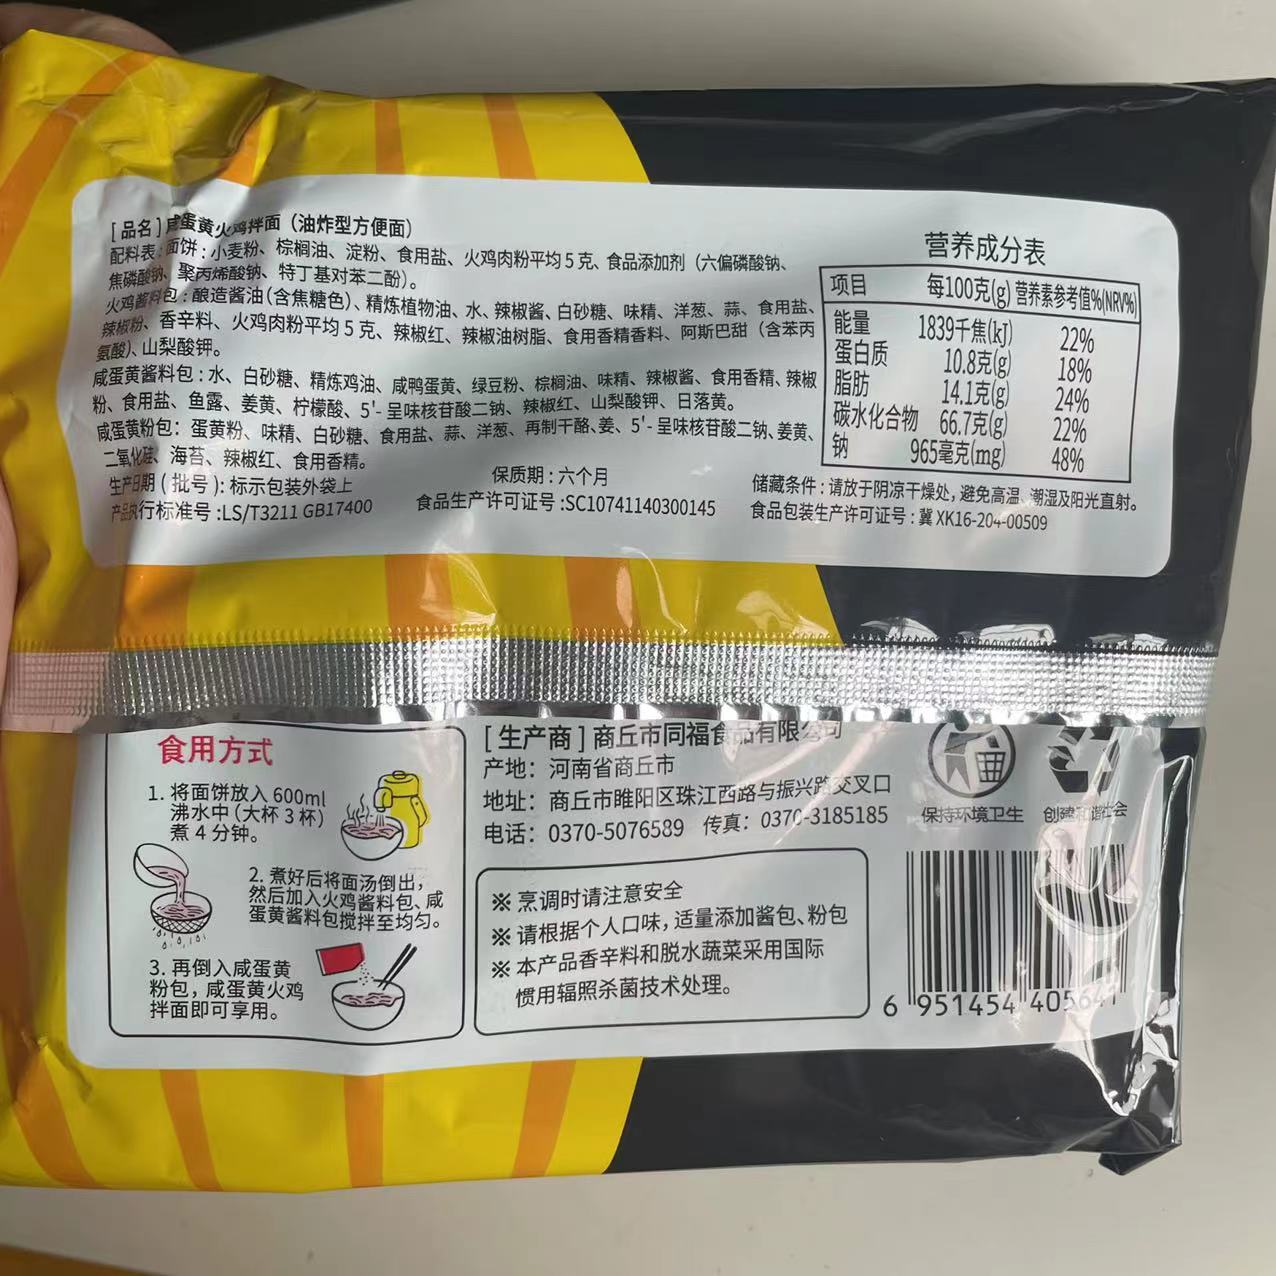 [品名]咸蛋黄火鸡拌面（油炸型方便面）
配料表：面饼：小麦粉、棕榈油、淀粉、食用盐、火鸡肉粉平均5克、食品添加剂（六偏磷酸钠、
焦磷酸钠、聚丙烯酸钠、特丁基对苯二酚）。
火鸡酱料包：酿造酱油（含焦糖色）、精炼植物油、水、辣椒酱、白砂糖、味精、洋葱、蒜、食用盐、
辣椒粉、香辛料、火鸡肉粉平均5克、辣椒红、辣椒油树脂、食用香精香料、阿斯巴甜（含苯丙
氨酸）、山梨酸钾。
咸蛋黄酱料包：水、白砂糖、精炼鸡油、咸鸭蛋黄、绿豆粉、棕榈油、味精、辣椒酱、食用香精、辣椒
粉、食用盐、鱼露、姜黄、柠檬酸、5'-呈味核苷酸二钠、辣椒红、山梨酸钾、日落黄。
咸蛋黄粉包：蛋黄粉、味精、白砂糖、食用盐、蒜、洋葱、再制干酪、姜、5'-呈味核苷酸二钠、姜黄、
二氧化硅、海苔、辣椒红、食用香精。
生产日期（批号）：标示包装外袋上
保质期：六个月
储藏条件：请放于阴凉干燥处，避免高温、潮湿及阳光直射。
产品执行标准号:LS/T3211 GB17400
食品生产许可证号:SC10741140300145
食品包装生产许可证号：冀XK16-204-00509
营养成分表
项目 每100克(g) 营养素参考值%(NRV%)
能量 1839千焦(kJ) 22%
蛋白质 10.8克(g) 18%
脂肪 14.1克(g) 24%
碳水化合物 66.7克(g) 22%
钠 965毫克(mg) 48%
食用方式
1. 将面饼放入600ml
沸水中（大杯3杯）
煮4分钟。
2. 煮好后将面汤倒出，
然后加入火鸡酱料包、咸
蛋黄酱料包搅拌至均匀。
3. 再倒入咸蛋黄
粉包，咸蛋黄火鸡
拌面即可享用。
[生产商]商丘市同福食品有限公司
产地：河南省商丘市
地址：商丘市睢阳区珠江西路与振兴路交叉口
电话：0370-5076589 传真：0370-3185185
※烹调时请注意安全
※请根据个人口味，适量添加酱包、粉包
※本产品香辛料和脱水蔬菜采用国际
惯用辐照杀菌技术处理。
保持环境卫生
创建和谐社会
6 951454 405641